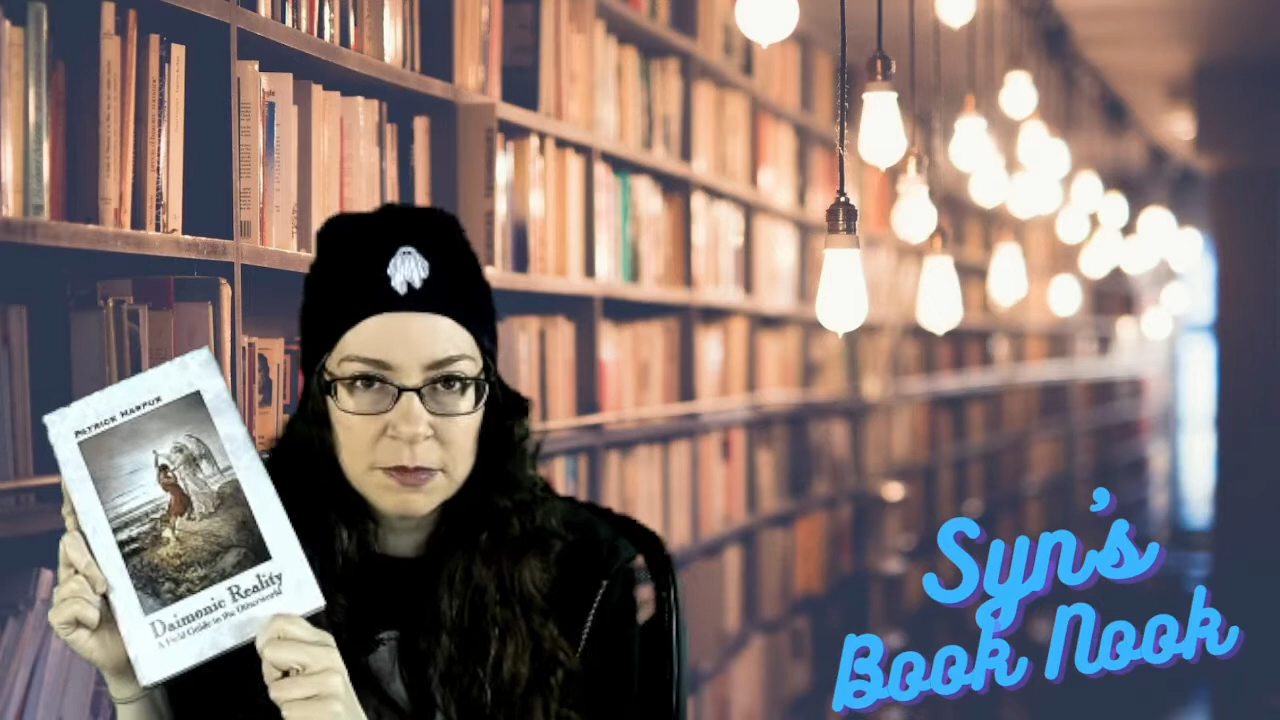 PATRICK HARPUR
Daimonic Reality
A Field Guide to the Otherworld
Syn's
Book Nook